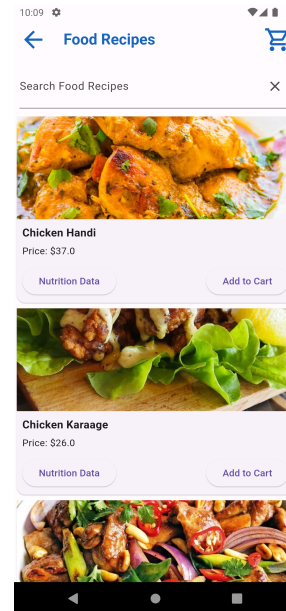 10:09
Food Recipes
Search Food Recipes
Chicken Handi
Price: $37.0
Nutrition Data Add to Cart
Chicken Karaage
Price: $26.0
Nutrition Data Add to Cart